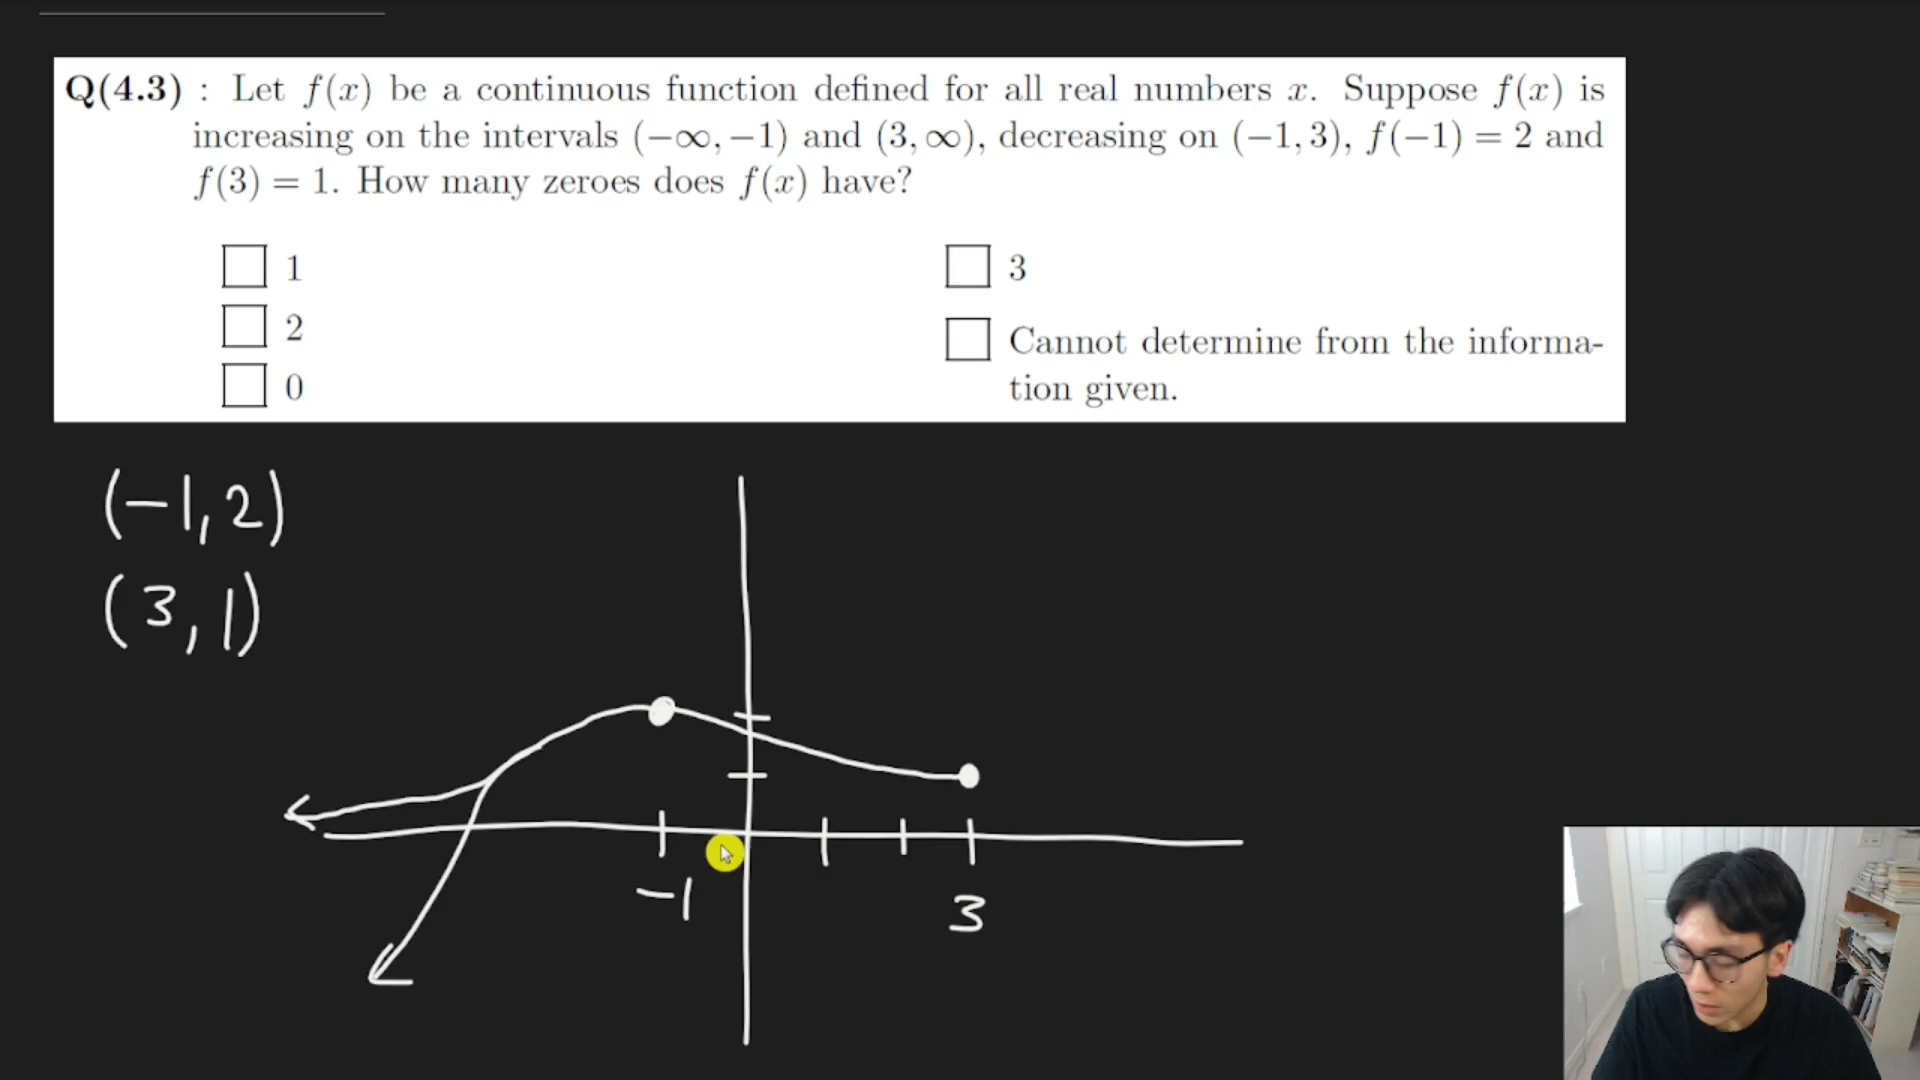 Q(4.3) : Let f(x) be a continuous function defined for all real numbers x. Suppose f(x) is
increasing on the intervals (−∞, −1) and (3, ∞), decreasing on (−1, 3), f(−1) = 2 and
f(3) = 1. How many zeroes does f(x) have?
1
2
0
3
Cannot determine from the informa-
tion given.
(-1,2)
(3,1)
-1
3